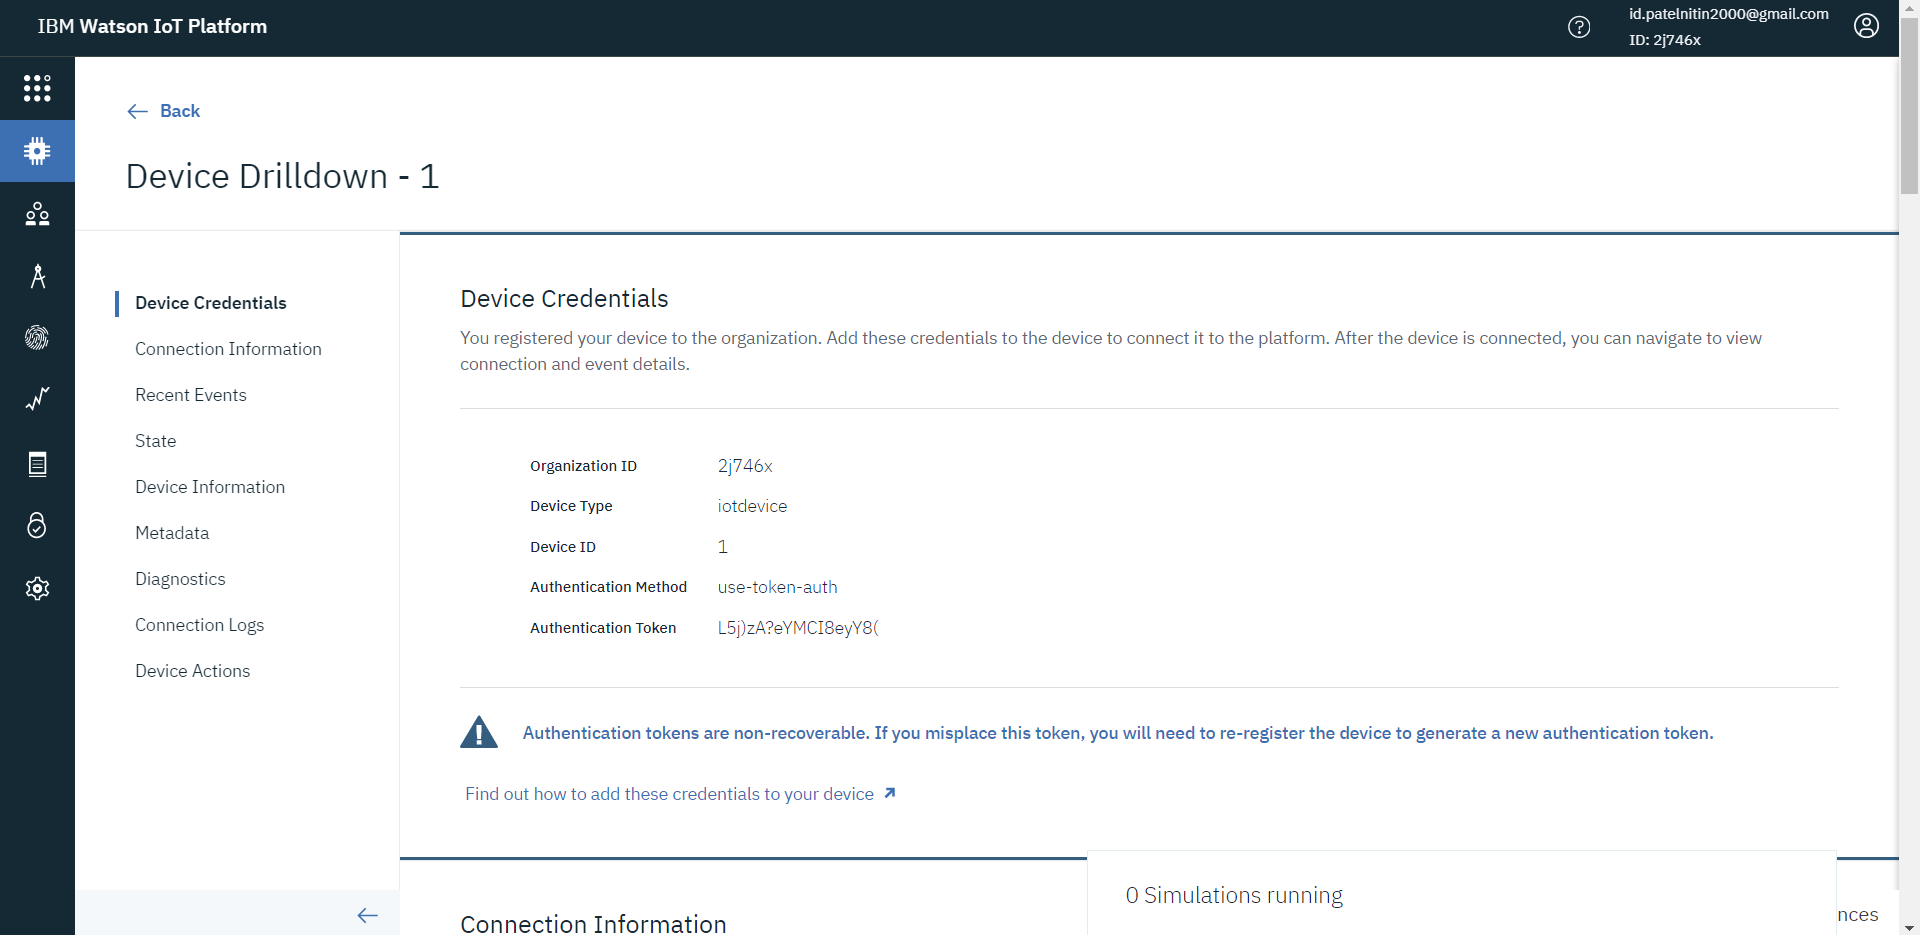 IBM Watson IoT Platform
id.patelnitin2000@gmail.com
ID: 2j746x
Back
Device Drilldown - 1
Device Credentials
Connection Information
Recent Events
State
Device Information
Metadata
Diagnostics
Connection Logs
Device Actions
Device Credentials
You registered your device to the organization. Add these credentials to the device to connect it to the platform. After the device is connected, you can navigate to view
connection and event details.
Organization ID 2j746x
Device Type iotdevice
Device ID 1
Authentication Method use-token-auth
Authentication Token L5j)zA?eYMCI8eyY8(
Authentication tokens are non-recoverable. If you misplace this token, you will need to re-register the device to generate a new authentication token.
Find out how to add these credentials to your device
Connection Information
0 Simulations running
nces